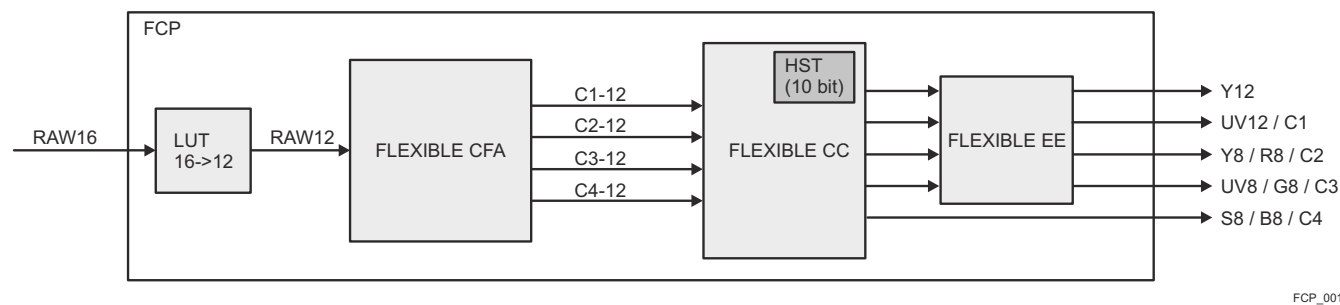 FCP
HST
(10 bit)
C1-12
Y12
RAW16
LUT
16->12
RAW12
FLEXIBLE CFA
C2-12
FLEXIBLE CC
FLEXIBLE EE
UV12 / C1
C3-12
Y8 / R8 / C2
C4-12
UV8 / G8 / C3
S8 / B8 / C4
FCP_001